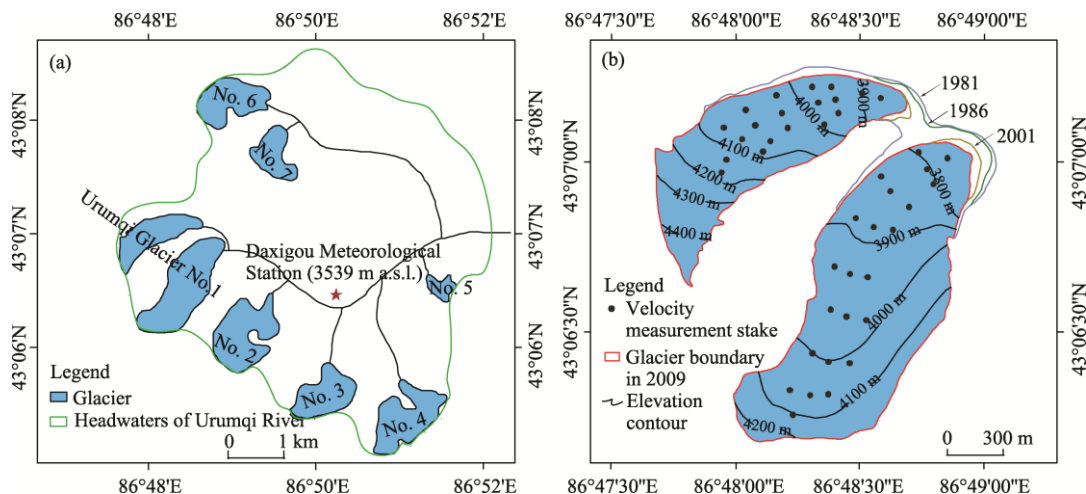 86°48'E 86°50'E 86°52'E
(a)
43°08'N
43°07'N
43°06'N
No. 6
No. 7
Urumqi Glacier No.1
Daxigou Meteorological
Station (3539 m a.s.l.)
No. 5
No. 2
No. 3
No. 4
Legend
Glacier
Headwaters of Urumqi River
0 1 km
43°08'N
43°07'N
43°06'N
86°48'E 86°50'E 86°52'E
86°47'30"E 86°48'0"E 86°48'30"E 86°49'0"E
(b)
43°07'00"N
43°06'30"N
1981
1986
2001
3900 m
4000 m
4100 m
4200 m
4300 m
4400 m
3800 m
3900 m
4000 m
4100 m
4200 m
Legend
Velocity
measurement stake
Glacier boundary
in 2009
Elevation
contour
0 300 m
43°07'00"N
43°06'30"N
86°47'30"E 86°48'0"E 86°48'30"E 86°49'0"E